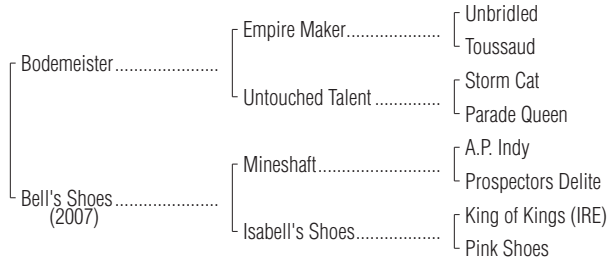 Unbridled
Empire Maker....................
Toussaud
Bodemeister......................
Storm Cat
Untouched Talent ..............
Parade Queen
A.P. Indy
Mineshaft..........................
Prospectors Delite
Bell's Shoes ......................
(2007)
King of Kings (IRE)
Isabell's Shoes..................
Pink Shoes